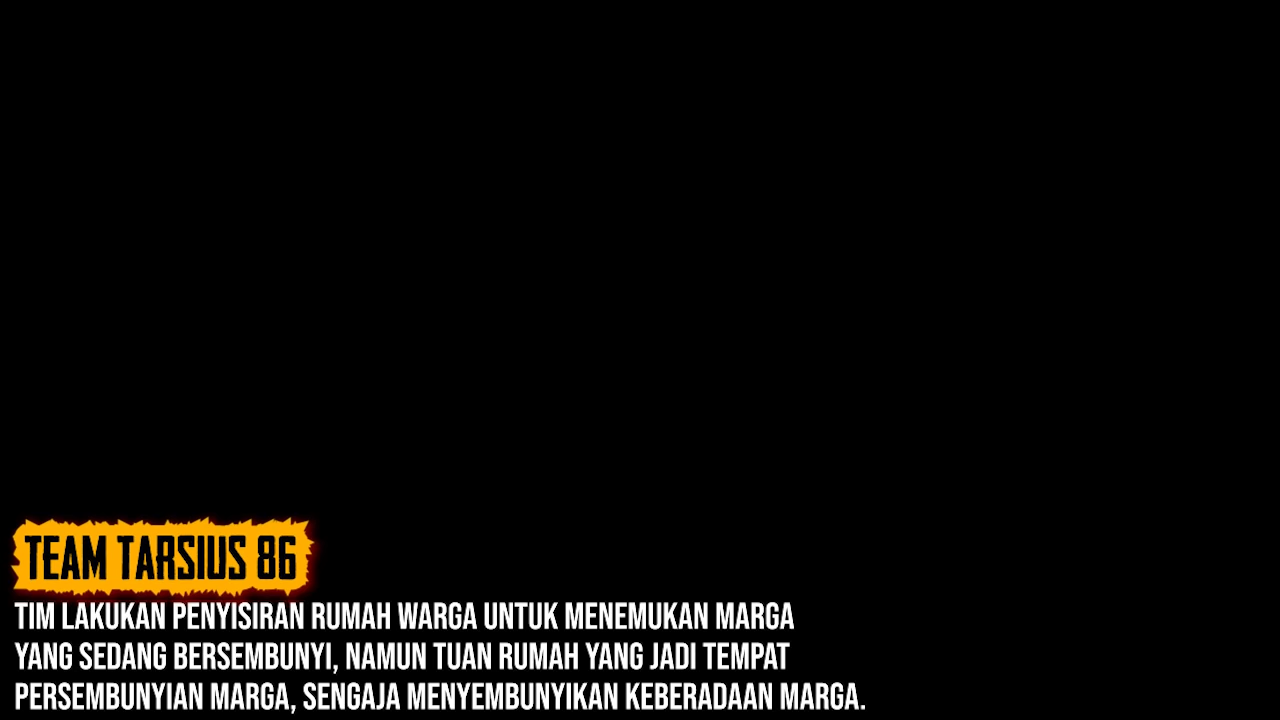 TEAM TARSIUS 86
TIM LAKUKAN PENYISIRAN RUMAH WARGA UNTUK MENEMUKAN MARGA
YANG SEDANG BERSEMBUNYI, NAMUN TUAN RUMAH YANG JADI TEMPAT
PERSEMBUNYIAN MARGA, SENGAJA MENYEMBUNYIKAN KEBERADAAN MARGA.